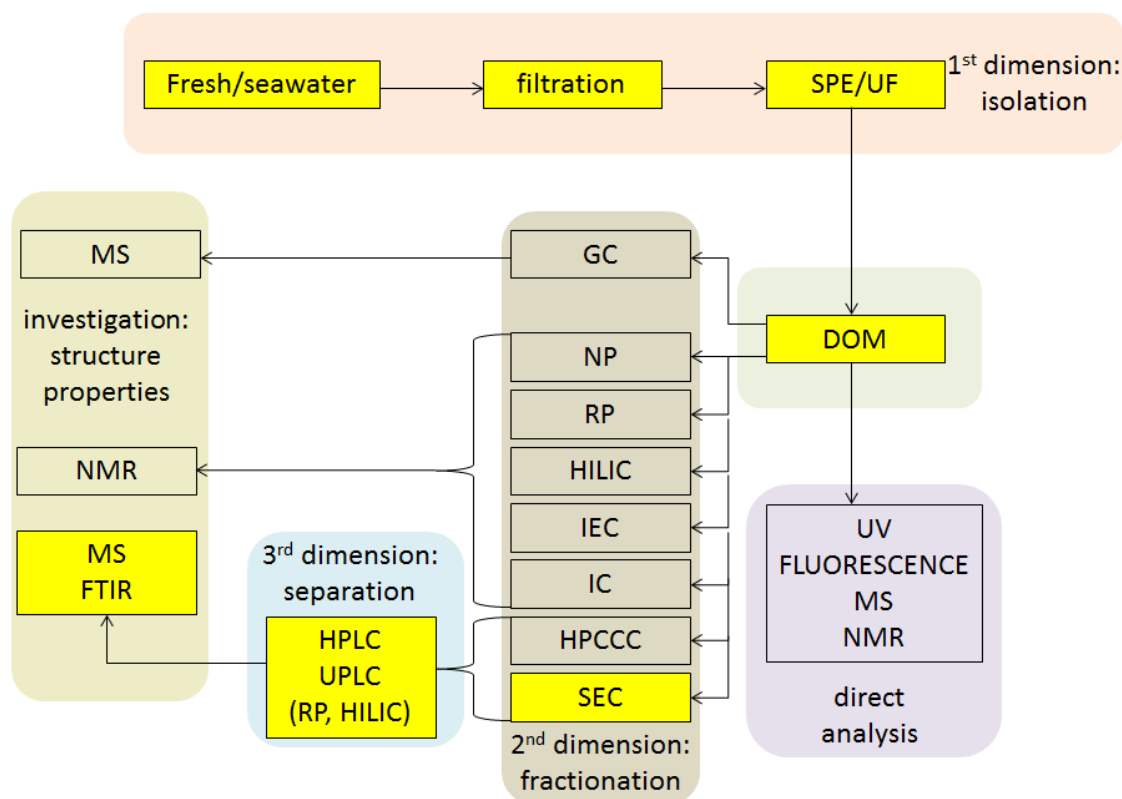 Fresh/seawater
filtration
SPE/UF
1st dimension:
isolation
MS
GC
investigation:
structure
properties
NP
DOM
RP
NMR
HILIC
IEC
UV
FLUORESCENCE
MS
NMR
MS
FTIR
3rd dimension:
separation
IC
HPLC
UPLC
(RP, HILIC)
HPCCC
SEC
direct
analysis
2nd dimension:
fractionation